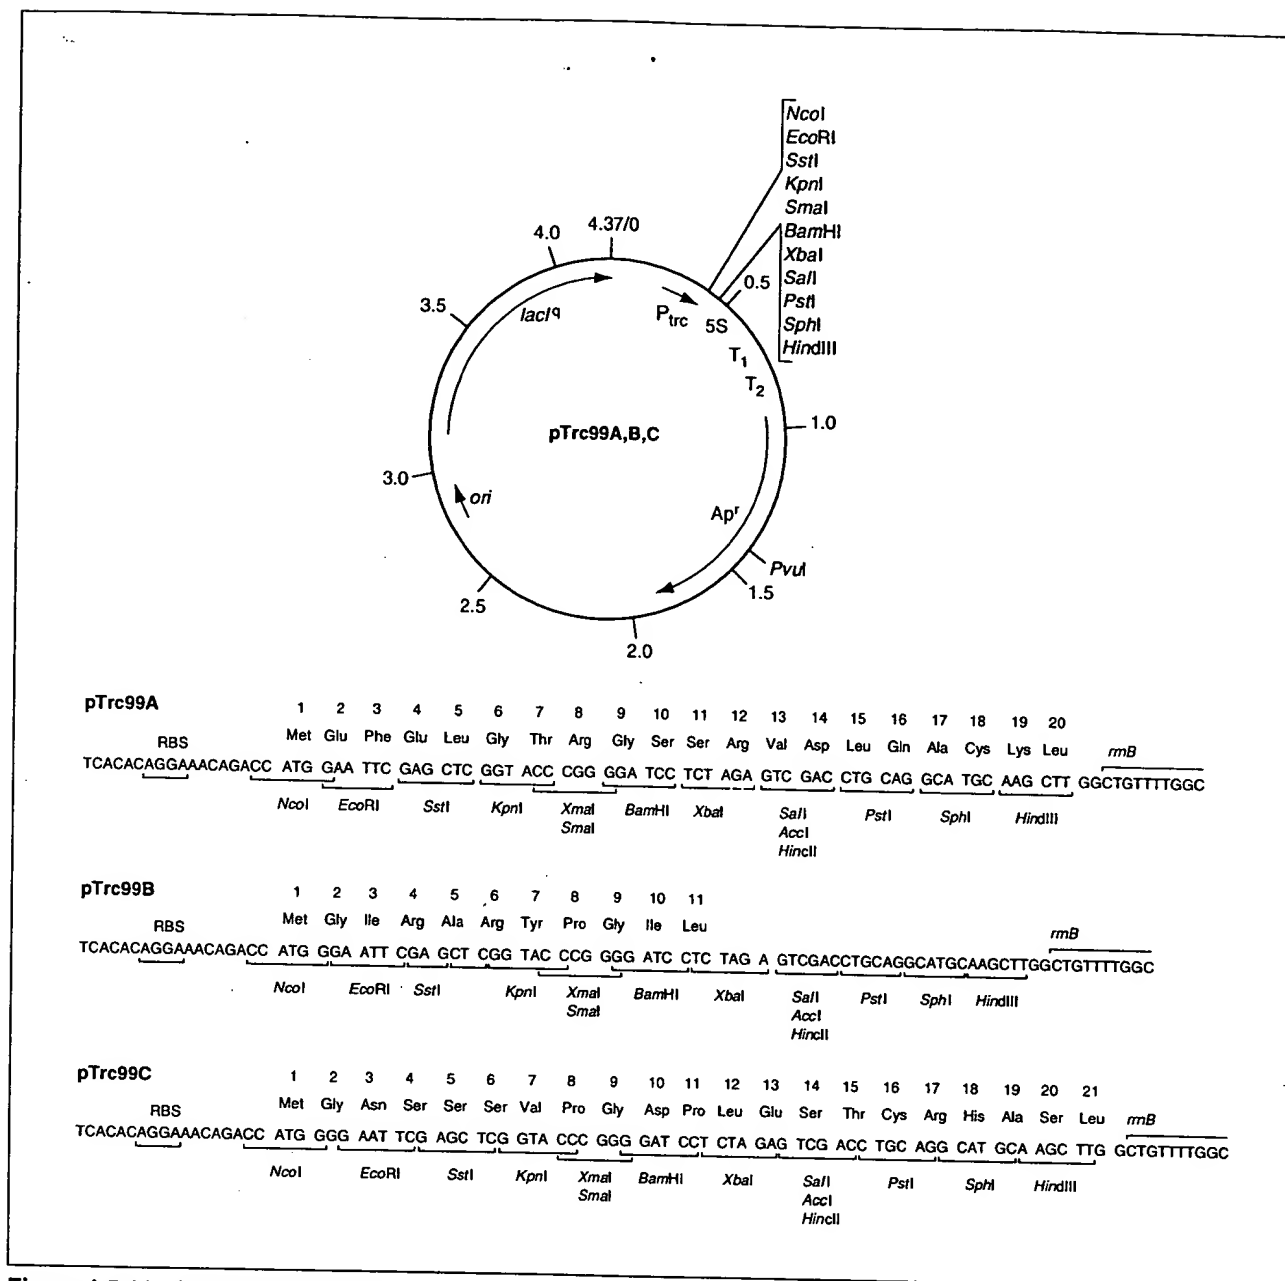 NcoI
EcoRI
SstI
KpnI
SmaI
BamHI
XbaI
SalI
PstI
SphI
HindIII
4.37/0
4.0
3.5
3.0
2.5
2.0
1.5
1.0
0.5
lacIq
Ptrc
5S
T1
T2
pTrc99A,B,C
ori
Apr
PvuI
pTrc99A
1 2 3 4 5 6 7 8 9 10 11 12 13 14 15 16 17 18 19 20
RBS Met Glu Phe Glu Leu Gly Thr Arg Gly Ser Ser Arg Val Asp Leu Gln Ala Cys Lys Leu rrnB
TCACACAGGAAACAGACC ATG GAA TTC GAG CTC GGT ACC CGG GGA TCC TCT AGA GTC GAC CTG CAG GCA TGC AAG CTT GGCTGTTTTGGC
NcoI EcoRI SstI KpnI XmaI BamHI XbaI SalI PstI SphI HindIII
SmaI AccI
HincII
pTrc99B
1 2 3 4 5 6 7 8 9 10 11
RBS Met Gly Ile Arg Ala Arg Tyr Pro Gly Ile Leu rrnB
TCACACAGGAAACAGACC ATG GGA ATT CGA GCT CGG TAC CCG GGG ATC CTC TAG A GTCGACCTGCAGGCATGCAAGCTTGGCTGTTTTGGC
NcoI EcoRI SstI KpnI XmaI BamHI XbaI SalI PstI SphI HindIII
SmaI AccI
HincII
pTrc99C
1 2 3 4 5 6 7 8 9 10 11 12 13 14 15 16 17 18 19 20 21
RBS Met Gly Asn Ser Ser Ser Val Pro Gly Asp Pro Leu Glu Ser Thr Cys Arg His Ala Ser Leu rrnB
TCACACAGGAAACAGACC ATG GGG AAT TCG AGC TCG GTA CCC GGG GAT CCT CTA GAG TCG ACC TGC AGG CAT GCA AGC TTG GCTGTTTTGGC
NcoI EcoRI SstI KpnI XmaI BamHI XbaI SalI PstI SphI HindIII
SmaI AccI
HincII